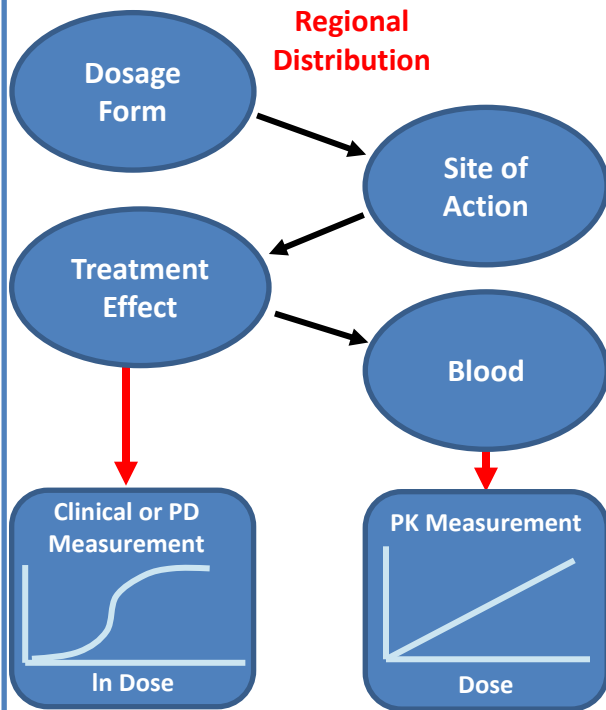 Regional
Distribution
Dosage
Form
Site of
Action
Treatment
Effect
Blood
Clinical or PD
Measurement
ln Dose
PK Measurement
Dose